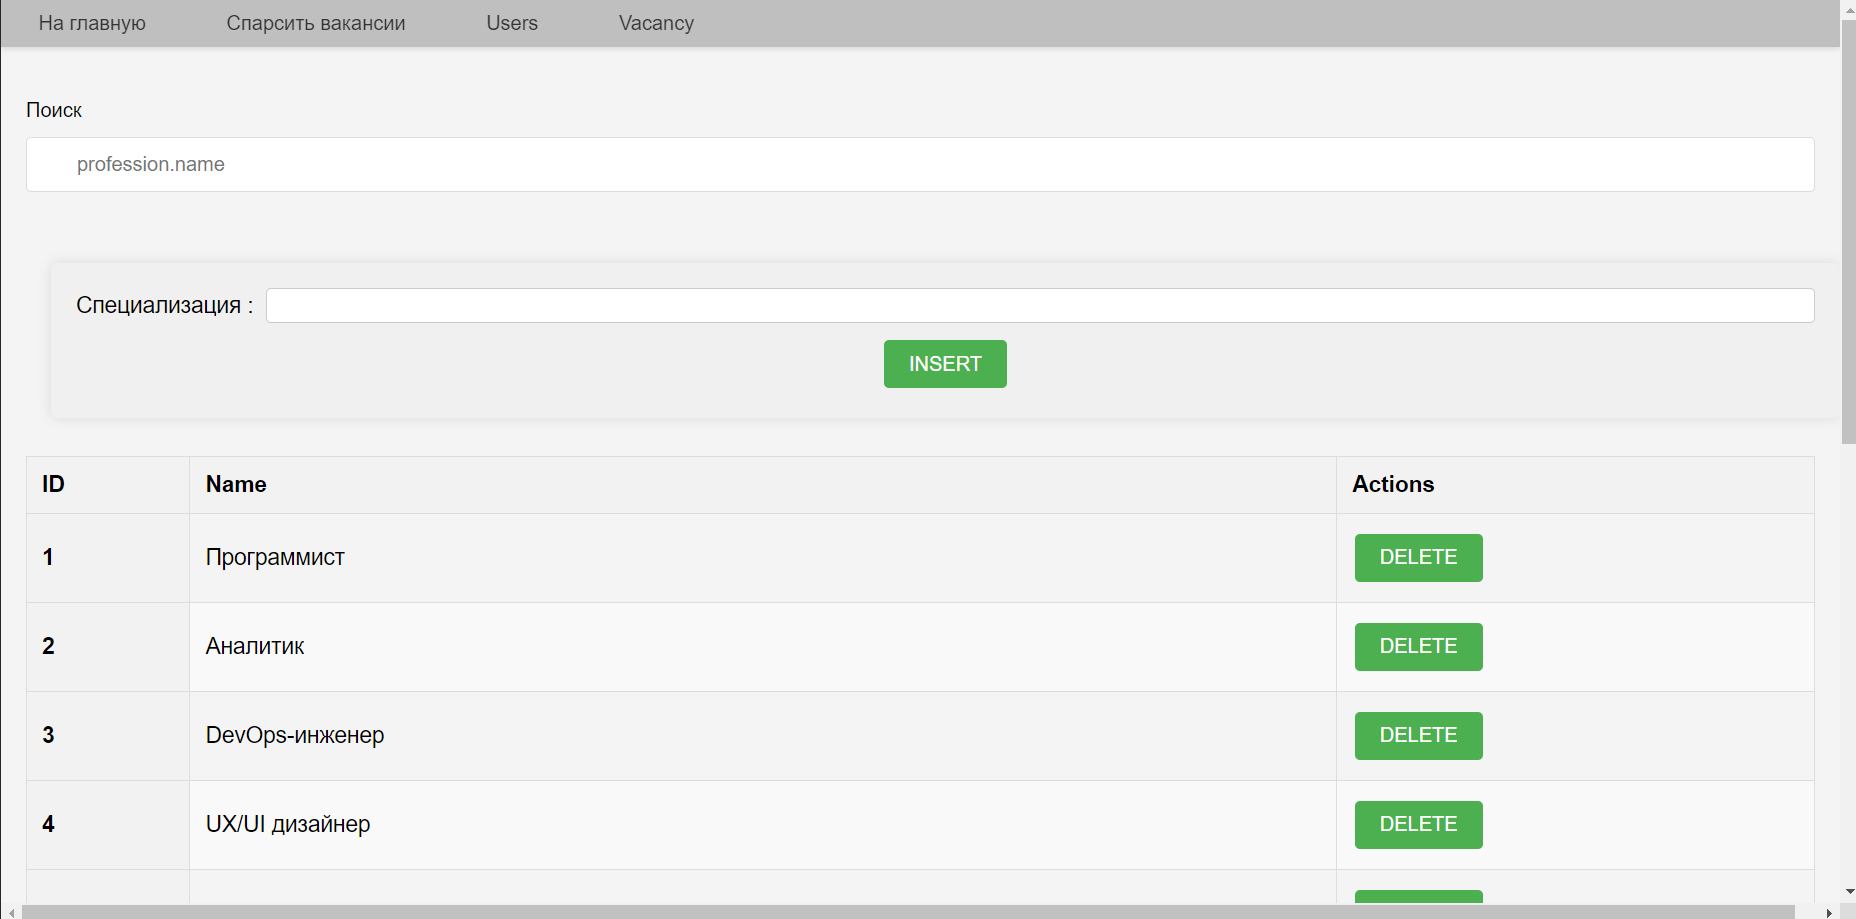 На главную Спарсить вакансии Users Vacancy
Поиск
profession.name
Специализация :
INSERT
ID Name Actions
1 Программист DELETE
2 Аналитик DELETE
3 DevOps-инженер DELETE
4 UX/UI дизайнер DELETE